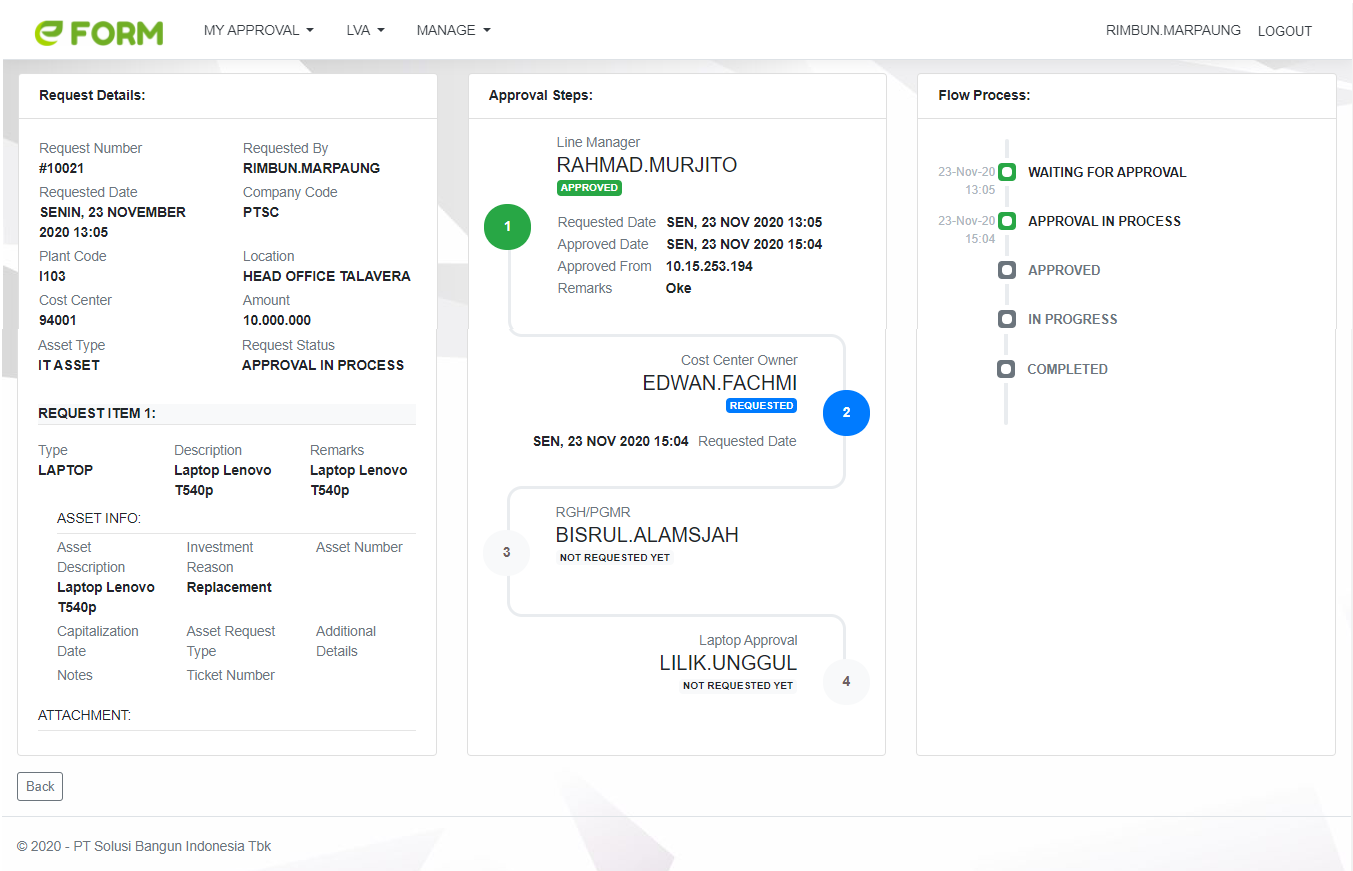 e FORM
MY APPROVAL
LVA
MANAGE
RIMBUN.MARPAUNG
LOGOUT
Request Details:
Request Number
Requested By
#10021
RIMBUN.MARPAUNG
Requested Date
Company Code
SENIN, 23 NOVEMBER
PTSC
2020 13:05
Plant Code
Location
I103
HEAD OFFICE TALAVERA
Cost Center
Amount
94001
10.000.000
Asset Type
Request Status
IT ASSET
APPROVAL IN PROCESS
REQUEST ITEM 1:
Type
Description
Remarks
LAPTOP
Laptop Lenovo
Laptop Lenovo
T540p
T540p
ASSET INFO:
Asset
Investment
Asset Number
Description
Reason
Laptop Lenovo
Replacement
T540p
Capitalization
Asset Request
Additional
Date
Type
Details
Notes
Ticket Number
ATTACHMENT:
Approval Steps:
1
Line Manager
RAHMAD.MURJITO
APPROVED
Requested Date SEN, 23 NOV 2020 13:05
Approved Date SEN, 23 NOV 2020 15:04
Approved From 10.15.253.194
Remarks Oke
Cost Center Owner
EDWAN.FACHMI
REQUESTED
2
SEN, 23 NOV 2020 15:04 Requested Date
RGH/PGMR
BISRUL.ALAMSJAH
3
NOT REQUESTED YET
Laptop Approval
LILIK.UNGGUL
NOT REQUESTED YET
4
Flow Process:
23-Nov-20
13:05
WAITING FOR APPROVAL
23-Nov-20
15:04
APPROVAL IN PROCESS
APPROVED
IN PROGRESS
COMPLETED
Back
© 2020 - PT Solusi Bangun Indonesia Tbk